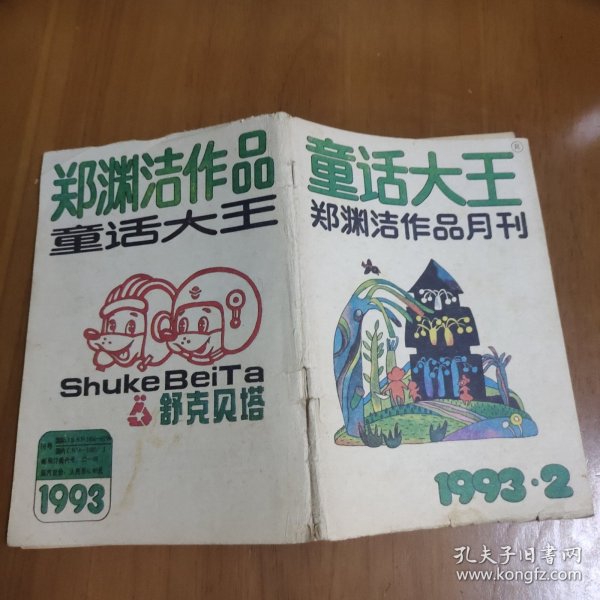 郑渊洁作品
童话大王
ShukeBeiTa
舒克贝塔
1993
童话大王
R
郑渊洁作品月刊
1993·2
孔夫子旧书网
www.kongfz.com